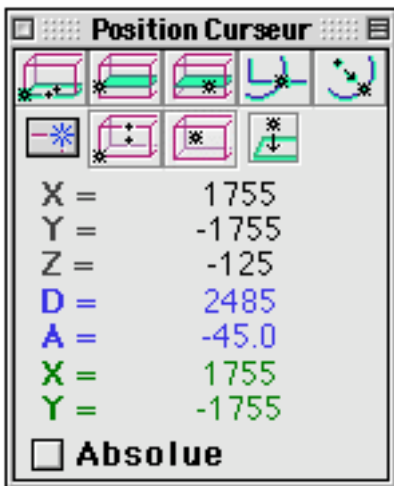 Position Curseur
X = 1755
Y = -1755
Z = -125
D = 2485
A = -45.0
X = 1755
Y = -1755
Absolue